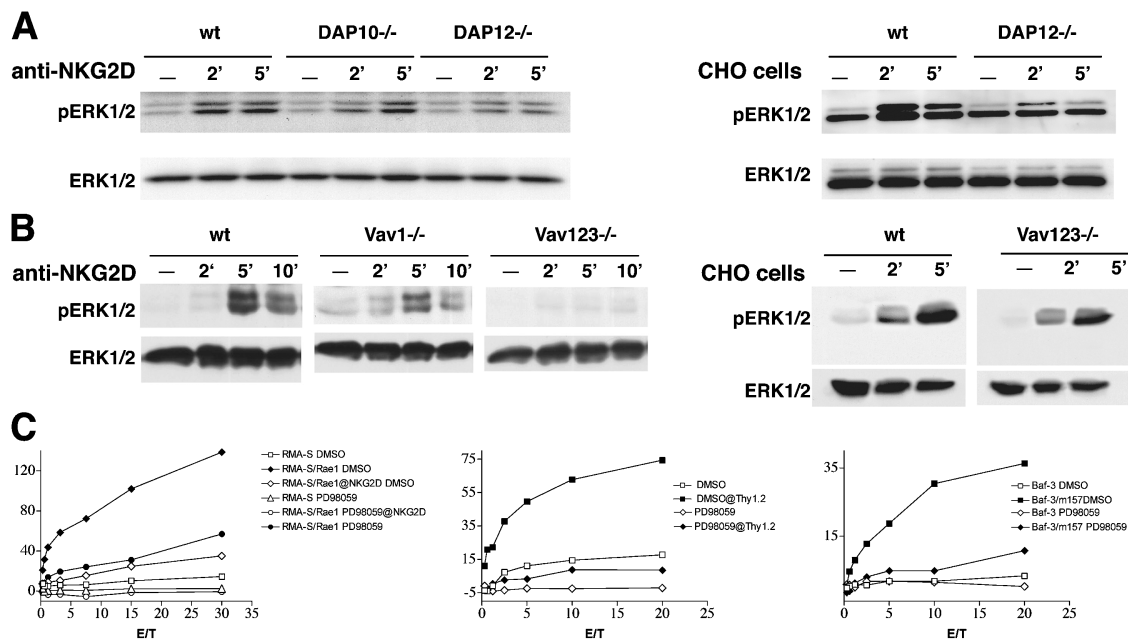 A
wt DAP10-/- DAP12-/-
anti-NKG2D — 2’ 5’ — 2’ 5’ — 2’ 5’
pERK1/2
ERK1/2
wt DAP12-/-
CHO cells — 2’ 5’ — 2’ 5’
pERK1/2
ERK1/2
B
wt Vav1-/- Vav123-/-
anti-NKG2D — 2‘ 5’ 10’ — 2’ 5’ 10’ — 2’ 5’ 10’
pERK1/2
ERK1/2
wt Vav123-/-
CHO cells — 2’ 5’ — 2’ 5’
pERK1/2
ERK1/2
C
120
80
40
0
0 5 10 15 20 25 30 35
E/T
RMA-S DMSO
RMA-S/Rae1 DMSO
RMA-S/Rae1@NKG2D DMSO
RMA-S PD98059
RMA-S/Rae1 PD98059@NKG2D
RMA-S/Rae1 PD98059
75
55
35
15
-5
0 5 10 15 20 25
E/T
DMSO
DMSO@Thy1.2
PD98059
PD98059@Thy1.2
35
15
0 5 10 15 20 25
E/T
Baf-3 DMSO
Baf-3/m157DMSO
Baf-3 PD98059
Baf-3/m157 PD98059